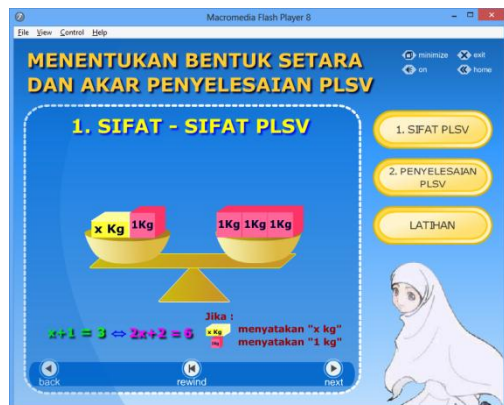 Macromedia Flash Player 8
File View Control Help
MENENTUKAN BENTUK SETARA
DAN AKAR PENYELESAIAN PLSV
minimize exit
on home
1. SIFAT - SIFAT PLSV
1. SIFAT PLSV
2. PENYELESAIAN
PLSV
LATIHAN
x Kg 1Kg 1Kg 1Kg 1Kg
Jika :
x+1 = 3 ⇔ 2x+2 = 6
x Kg menyatakan "x kg"
1Kg menyatakan "1 kg"
back rewind next